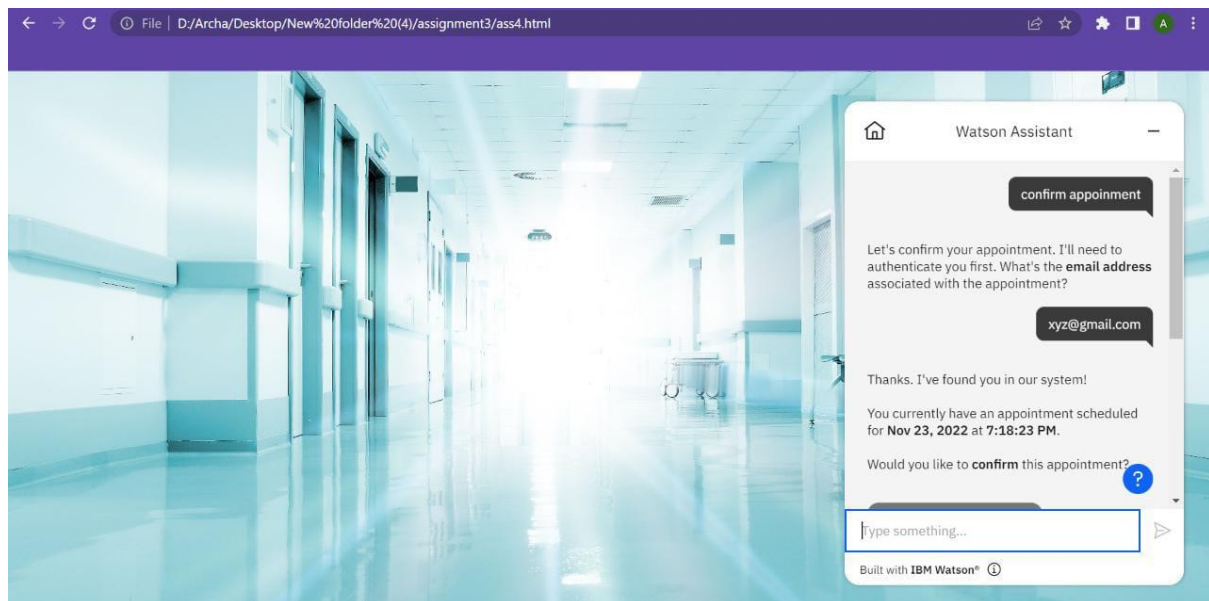 File | D:/Archa/Desktop/New%20folder%20(4)/assignment3/ass4.html
A
Watson Assistant
confirm appoinment
Let's confirm your appointment. I'll need to
authenticate you first. What's the email address
associated with the appointment?
xyz@gmail.com
Thanks. I've found you in our system!
You currently have an appointment scheduled
for Nov 23, 2022 at 7:18:23 PM.
Would you like to confirm this appointment?
?
Type something...
Built with IBM Watson®